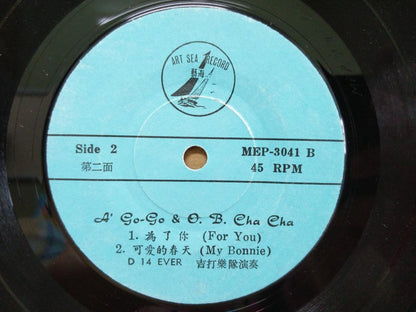 ART SEA RECORD
藝海
Side 2
MEP-3041 B
第二面
45 RPM
A' Go-Go & O. B. Cha Cha
1. 為了你 (For You)
2. 可愛的春天 (My Bonnie)
D 14 EVER 吉打樂隊演奏